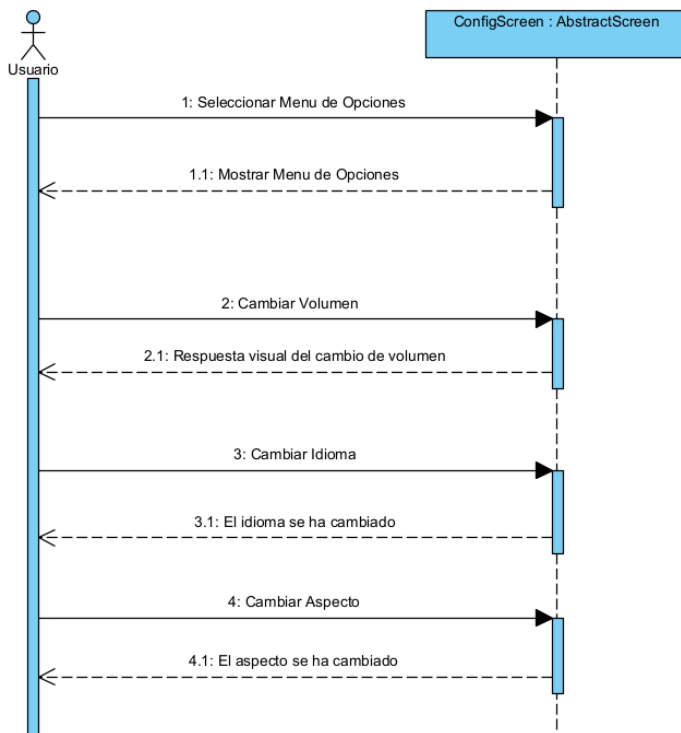 Usuario
ConfigScreen : AbstractScreen
1: Seleccionar Menu de Opciones
1.1: Mostrar Menu de Opciones
2: Cambiar Volumen
2.1: Respuesta visual del cambio de volumen
3: Cambiar Idioma
3.1: El idioma se ha cambiado
4: Cambiar Aspecto
4.1: El aspecto se ha cambiado